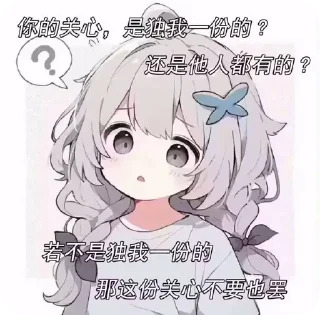 你的关心，是独我一份的？
？
还是他人都有的？
若不是独我一份的
那这份关心不要也罢